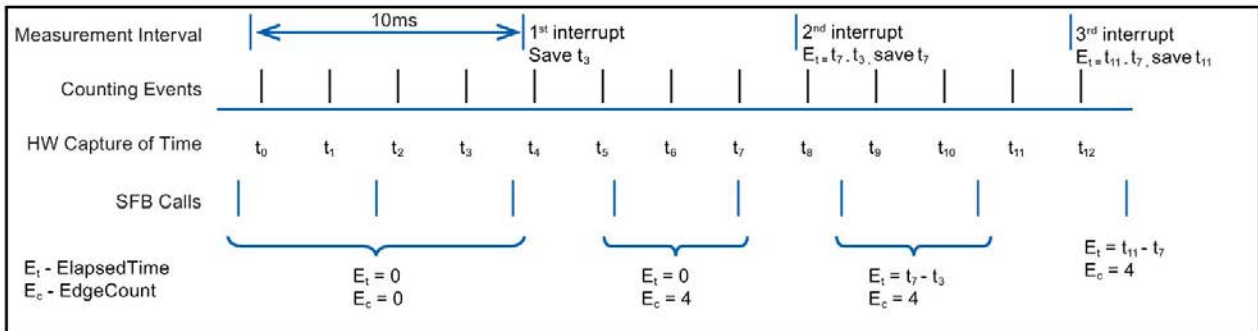 Measurement Interval
10ms
1st interrupt
Save t3
2nd interrupt
Et = t7 . t3 , save t7
3rd interrupt
Et = t11 . t7 , save t11
Counting Events
HW Capture of Time
t0 t1 t2 t3 t4 t5 t6 t7 t8 t9 t10 t11 t12
SFB Calls
Et - ElapsedTime
Ec - EdgeCount
Et = 0
Ec = 0
Et = 0
Ec = 4
Et = t7 - t3
Ec = 4
Et = t11 - t7
Ec = 4